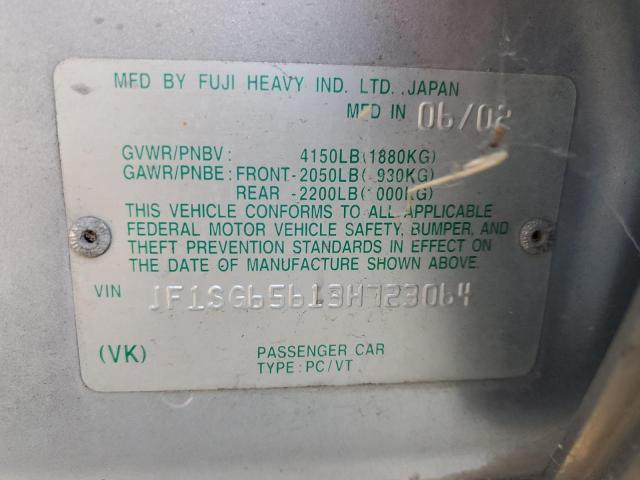 MFD BY FUJI HEAVY IND. LTD. JAPAN
MFD IN 06/02
GVWR/PNBV : 4150LB(1880KG)
GAWR/PNBE : FRONT-2050LB( 930KG)
REAR -2200LB(1000KG)
THIS VEHICLE CONFORMS TO ALL APPLICABLE
FEDERAL MOTOR VEHICLE SAFETY, BUMPER, AND
THEFT PREVENTION STANDARDS IN EFFECT ON
THE DATE OF MANUFACTURE SHOWN ABOVE.
VIN JF1SG65613H723064
(VK) PASSENGER CAR
TYPE : PC/VT